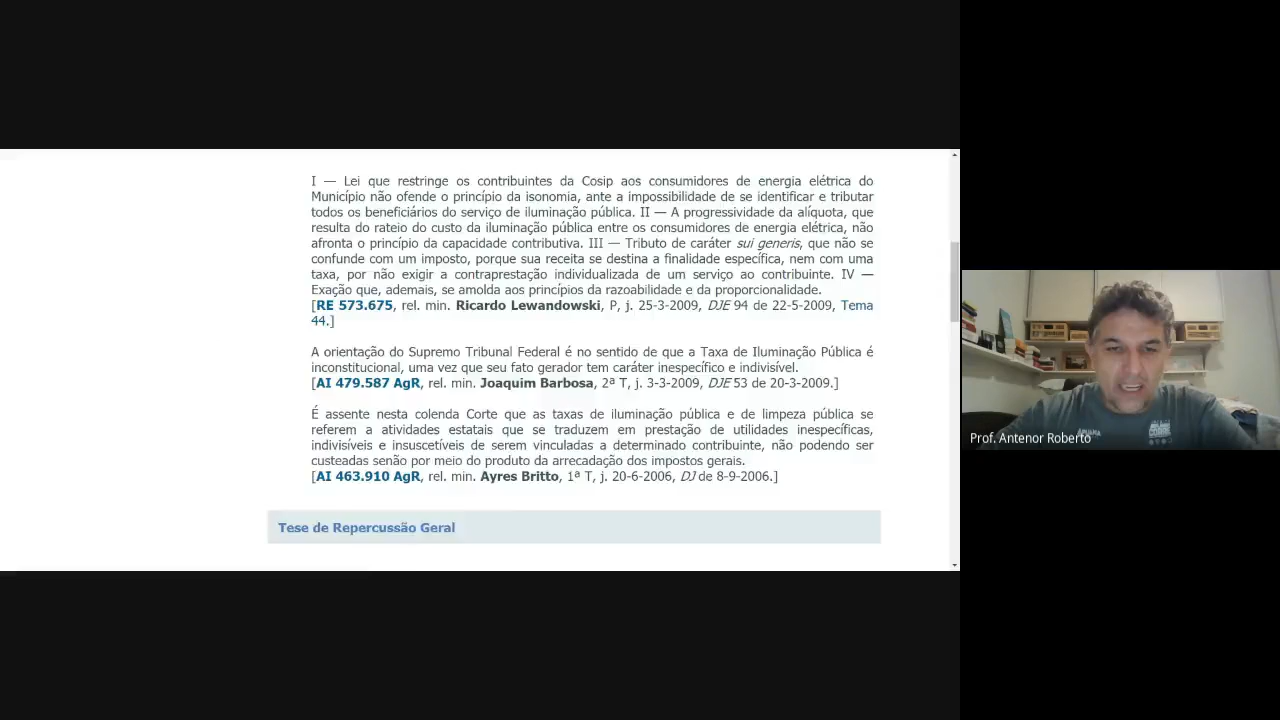 I — Lei que restringe os contribuintes da Cosip aos consumidores de energia elétrica do
Município não ofende o princípio da isonomia, ante a impossibilidade de se identificar e tributar
todos os beneficiários do serviço de iluminação pública. II — A progressividade da alíquota, que
resulta do rateio do custo da iluminação pública entre os consumidores de energia elétrica, não
afronta o princípio da capacidade contributiva. III — Tributo de caráter sui generis, que não se
confunde com um imposto, porque sua receita se destina a finalidade específica, nem com uma
taxa, por não exigir a contraprestação individualizada de um serviço ao contribuinte. IV —
Exação que, ademais, se amolda aos princípios da razoabilidade e da proporcionalidade.
[RE 573.675, rel. min. Ricardo Lewandowski, P, j. 25-3-2009, DJE 94 de 22-5-2009, Tema
44.]
A orientação do Supremo Tribunal Federal é no sentido de que a Taxa de Iluminação Pública é
inconstitucional, uma vez que seu fato gerador tem caráter inespecífico e indivisível.
[AI 479.587 AgR, rel. min. Joaquim Barbosa, 2ª T, j. 3-3-2009, DJE 53 de 20-3-2009.]
É assente nesta colenda Corte que as taxas de iluminação pública e de limpeza pública se
referem a atividades estatais que se traduzem em prestação de utilidades inespecíficas,
indivisíveis e insuscetíveis de serem vinculadas a determinado contribuinte, não podendo ser
custeadas senão por meio do produto da arrecadação dos impostos gerais.
[AI 463.910 AgR, rel. min. Ayres Britto, 1ª T, j. 20-6-2006, DJ de 8-9-2006.]
Tese de Repercussão Geral
Prof. Antenor Roberto